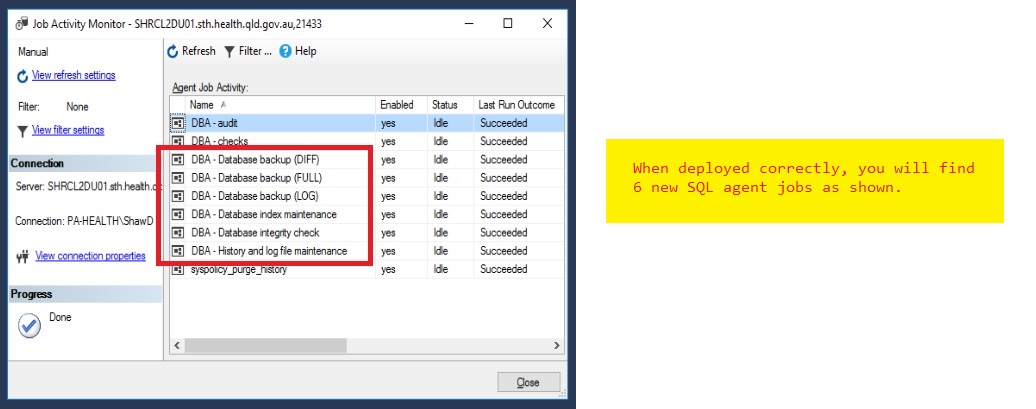 Job Activity Monitor - SHRCL2DU01.sth.health.qld.gov.au,21433
Manual
View refresh settings
Filter: None
View filter settings
Connection
Server: SHRCL2DU01.sth.health.ql
Connection: PA-HEALTH\ShawD
View connection properties
Progress
Done
Refresh Filter ... Help
Agent Job Activity:
Name Enabled Status Last Run Outcome
DBA - audit yes Idle Succeeded
DBA - checks yes Idle Succeeded
DBA - Database backup (DIFF) yes Idle Succeeded
DBA - Database backup (FULL) yes Idle Succeeded
DBA - Database backup (LOG) yes Idle Succeeded
DBA - Database index maintenance yes Idle Succeeded
DBA - Database integrity check yes Idle Succeeded
DBA - History and log file maintenance yes Idle Succeeded
syspolicy_purge_history yes Idle Succeeded
Close
When deployed correctly, you will find
6 new SQL agent jobs as shown.